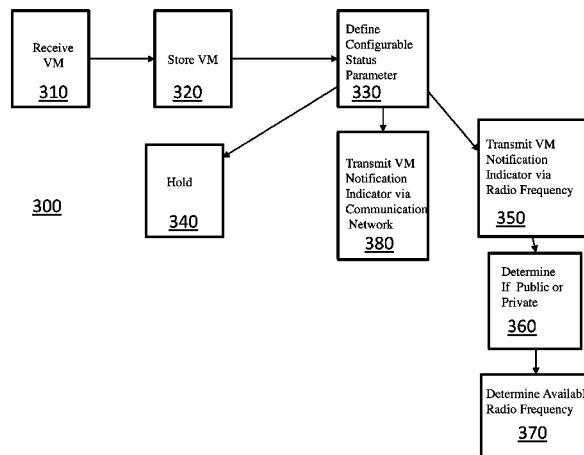 Receive
VM
310
Store VM
320
Define
Configurable
Status
Parameter
330
Hold
340
Transmit VM
Notification
Indicator via
Communication
Network
380
Transmit VM
Notification
Indicator via
Radio Frequency
350
300
Determine
If Public or
Private
360
Determine Available
Radio Frequency
370